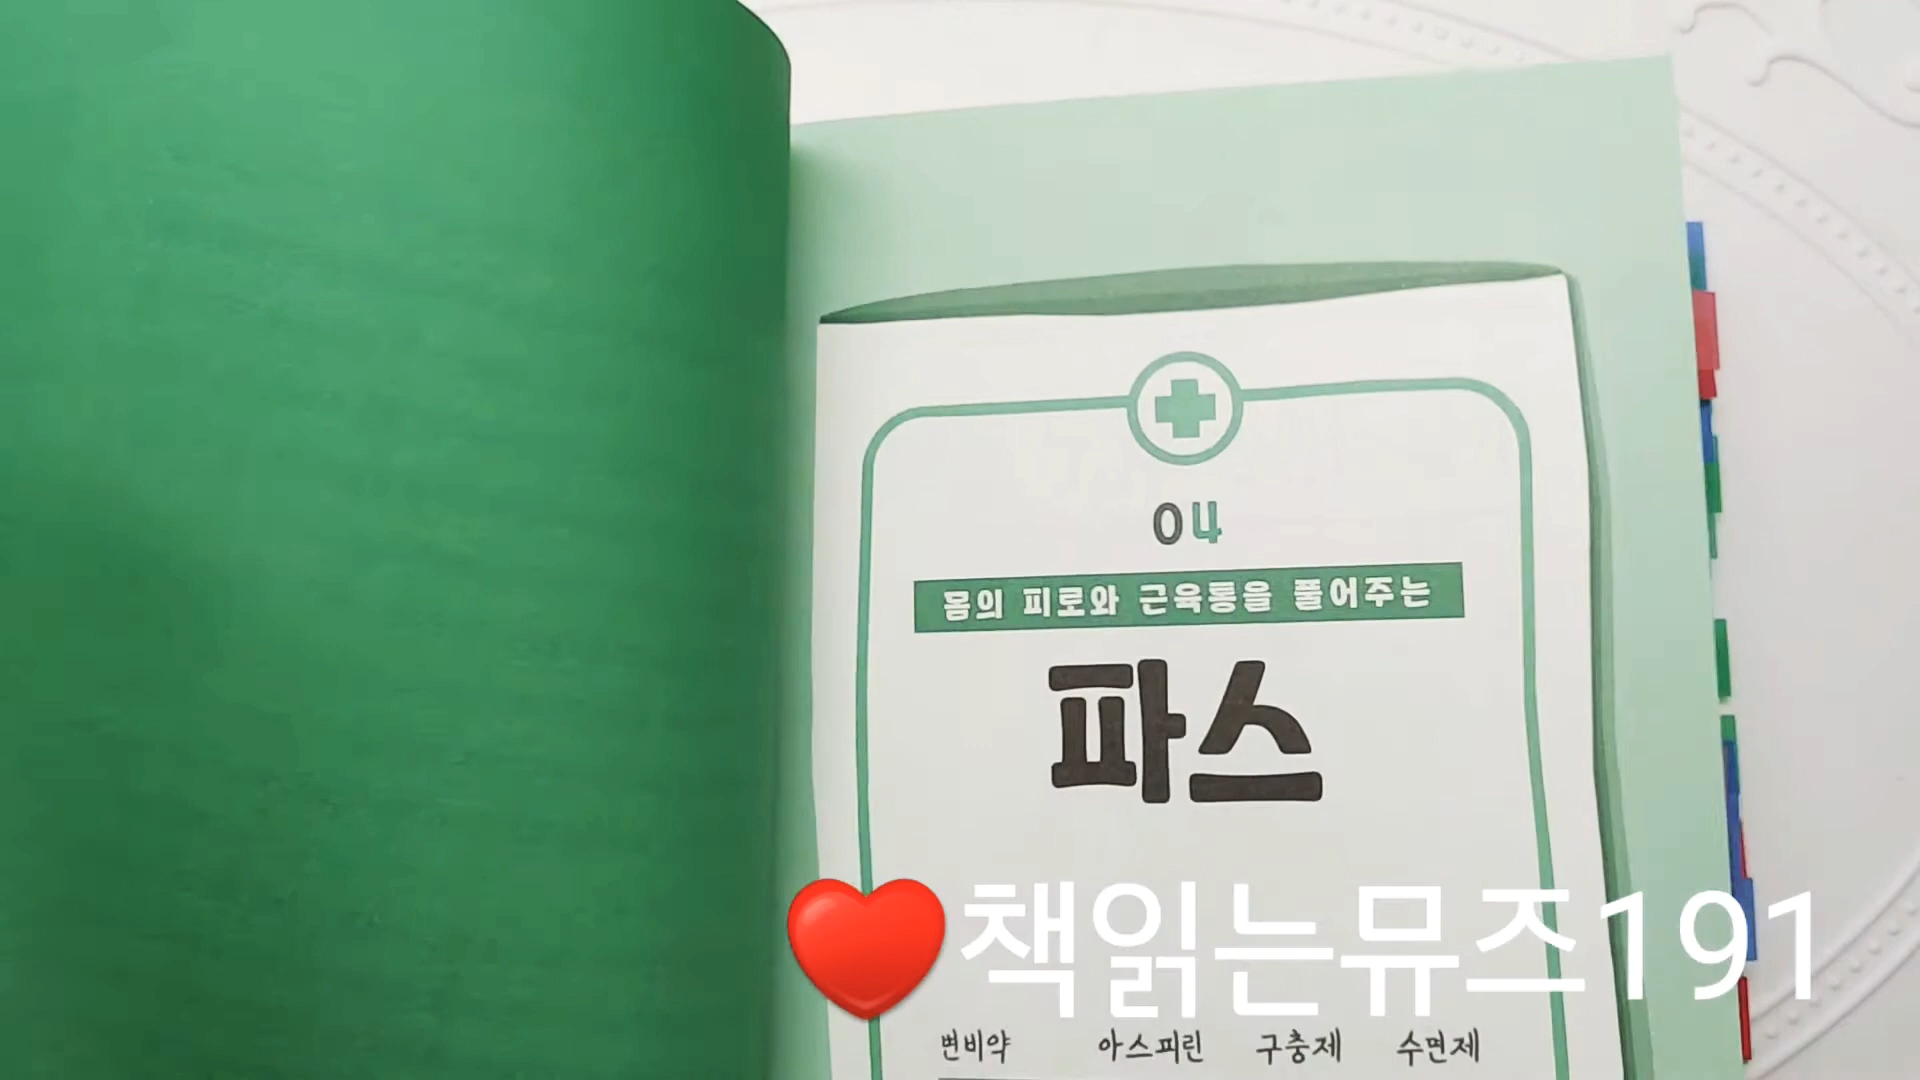 04
몸의 피로와 근육통을 풀어주는
파스
❤️책읽는뮤즈191
변비약 아스피린 구충제 수면제